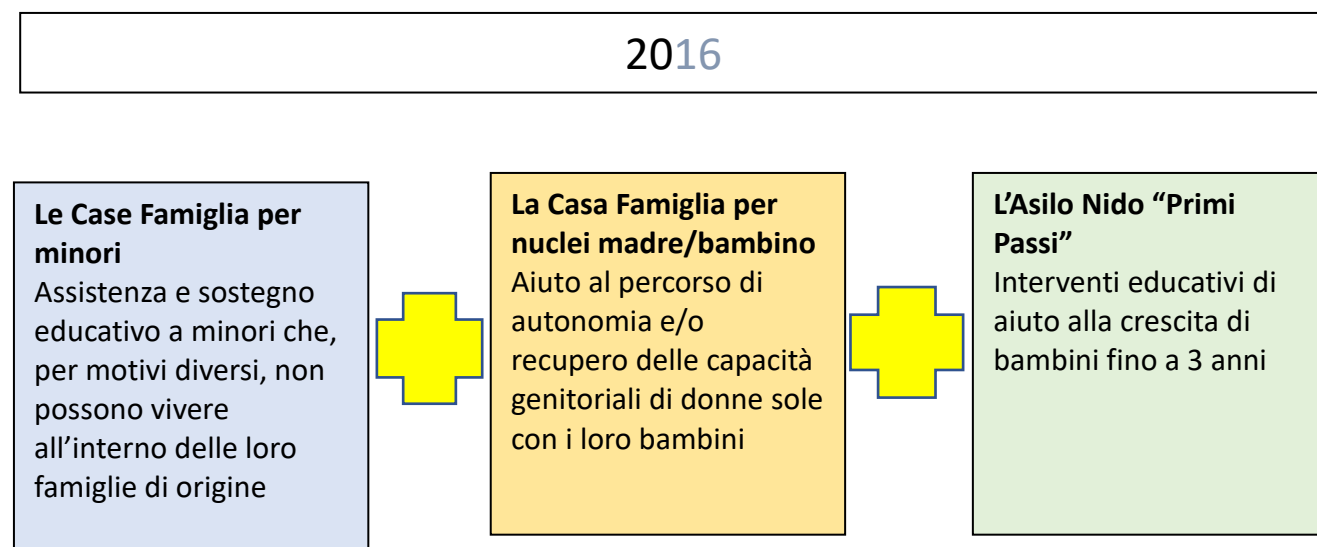 2016
Le Case Famiglia per
minori
Assistenza e sostegno
educativo a minori che,
per motivi diversi, non
possono vivere
all’interno delle loro
famiglie di origine
La Casa Famiglia per
nuclei madre/bambino
Aiuto al percorso di
autonomia e/o
recupero delle capacità
genitoriali di donne sole
con i loro bambini
L’Asilo Nido “Primi
Passi”
Interventi educativi di
aiuto alla crescita di
bambini fino a 3 anni